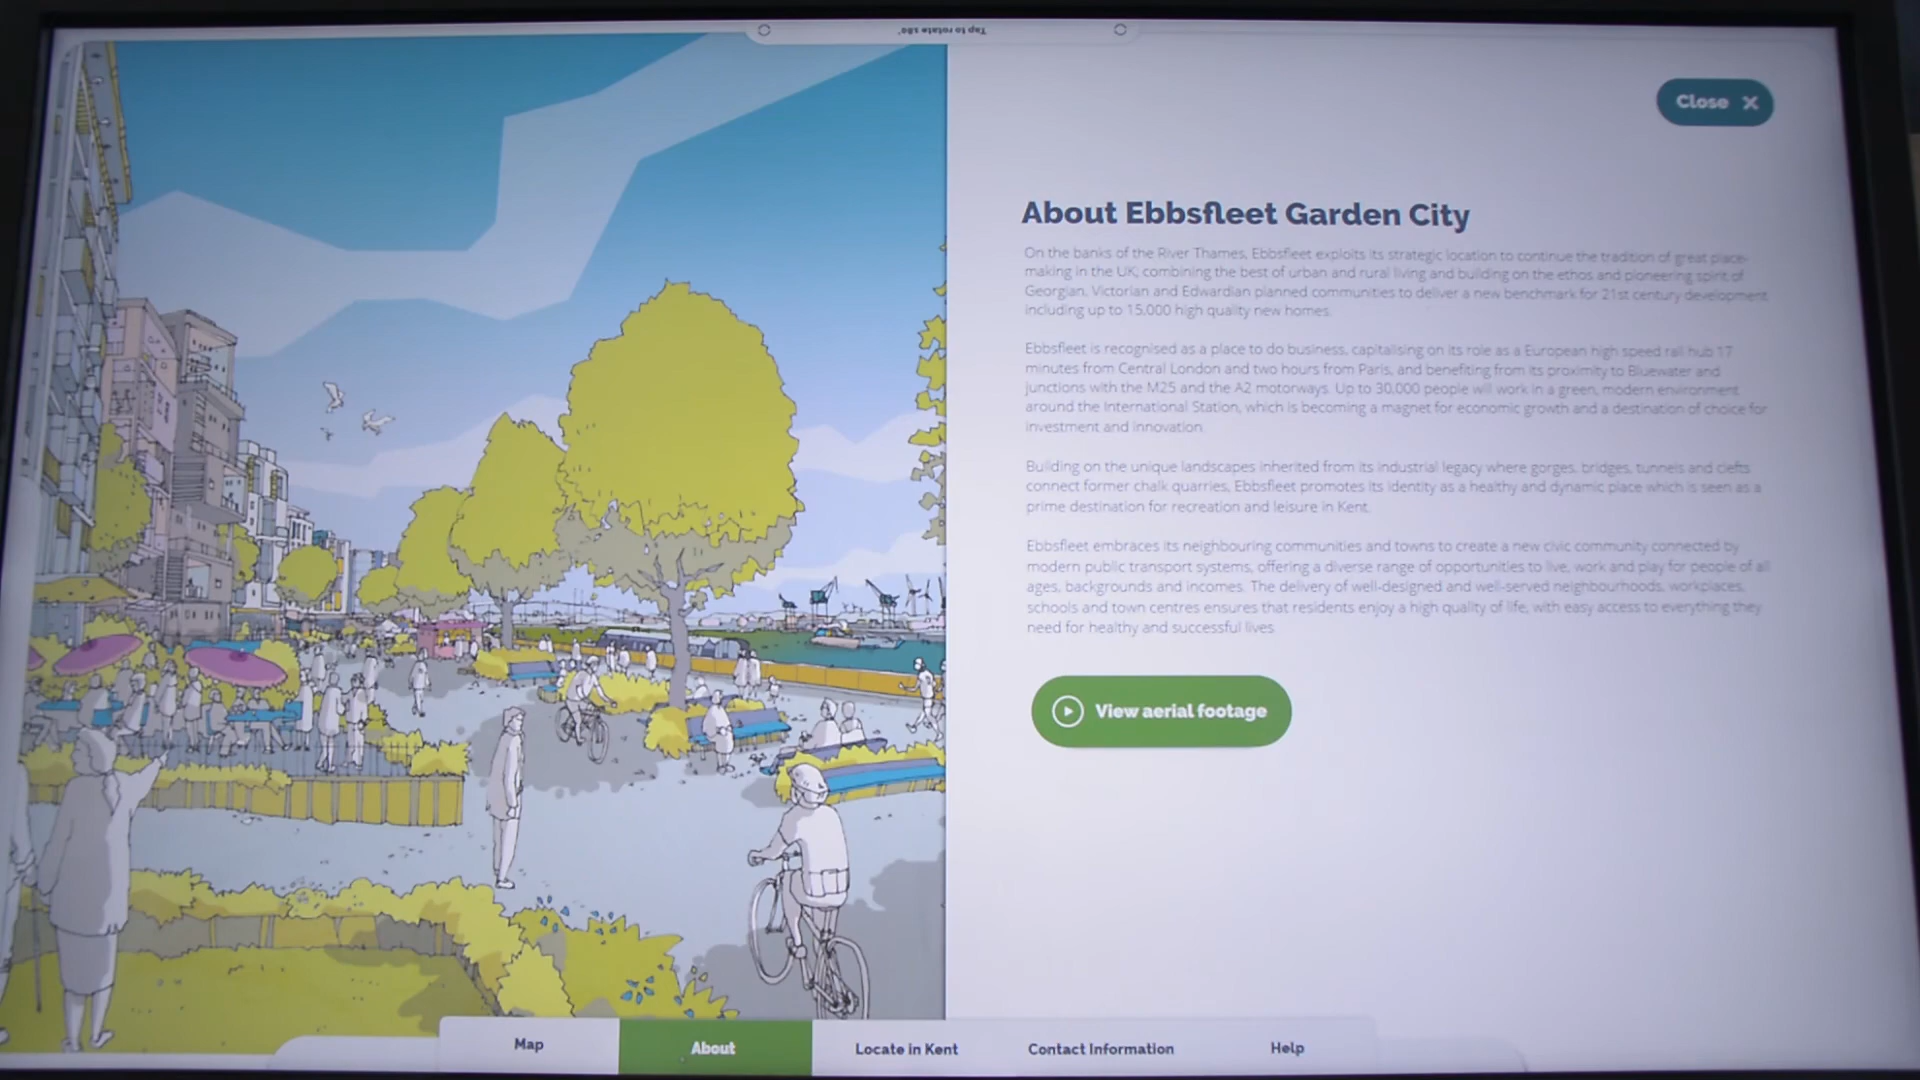 Tap to rotate 180°
Close X
About Ebbsfleet Garden City
On the banks of the River Thames, Ebbsfleet exploits its strategic location to continue the tradition of great place-
making in the UK, combining the best of urban and rural living and building on the ethos and pioneering spirit of
Georgian, Victorian and Edwardian planned communities to deliver a new benchmark for 21st century development
including up to 15,000 high quality new homes.
Ebbsfleet is recognised as a place to do business, capitalising on its role as a European high speed rail hub 17
minutes from Central London and two hours from Paris, and benefiting from its proximity to Bluewater and
junctions with the M25 and the A2 motorways. Up to 30,000 people will work in a green, modern environment
around the International Station, which is becoming a magnet for economic growth and a destination of choice for
investment and innovation.
Building on the unique landscapes inherited from its industrial legacy where gorges, bridges, tunnels and clefts
connect former chalk quarries, Ebbsfleet promotes its identity as a healthy and dynamic place which is seen as a
prime destination for recreation and leisure in Kent.
Ebbsfleet embraces its neighbouring communities and towns to create a new civic community connected by
modern public transport systems, offering a diverse range of opportunities to live, work and play for people of all
ages, backgrounds and incomes. The delivery of well-designed and well-served neighbourhoods, workplaces,
schools and town centres ensures that residents enjoy a high quality of life, with easy access to everything they
need for healthy and successful lives.
View aerial footage
Map
About
Locate in Kent
Contact Information
Help